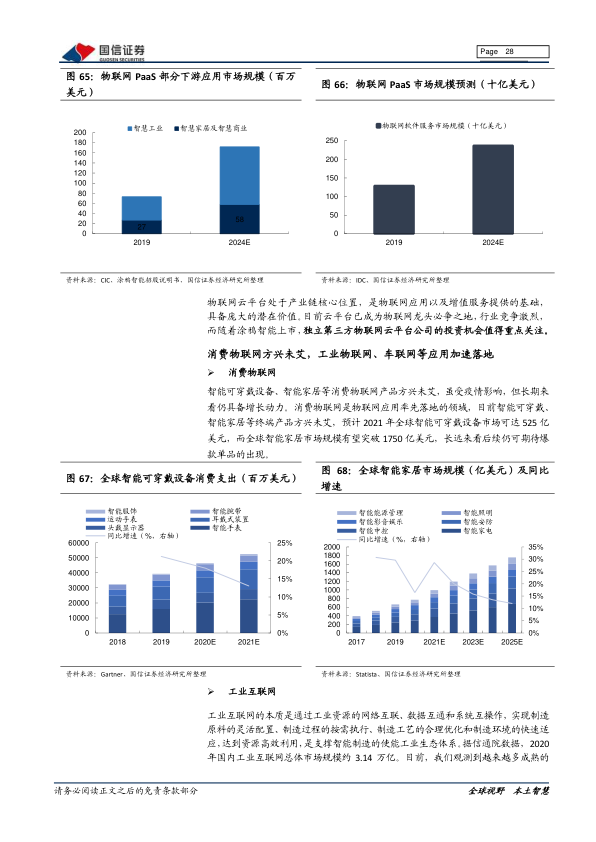 国信证券
GUOSEN SECURITIES
Page 28
图 65：物联网 PaaS 部分下游应用市场规模（百万
美元）
智慧工业 智慧家居及智慧商业
200
180
160
140
120
100
80
60
40
20
0
27
58
2019 2024E
资料来源：CIC、涂鸦智能招股说明书、国信证券经济研究所整理
图 66：物联网 PaaS 市场规模预测（十亿美元）
物联网软件服务市场规模（十亿美元）
250
200
150
100
50
0
2019 2024E
资料来源：IDC、国信证券经济研究所整理
物联网云平台处于产业链核心位置，是物联网应用以及增值服务提供的基础，
具备庞大的潜在价值。目前云平台已成为物联网龙头必争之地，行业竞争激烈，
而随着涂鸦智能上市，独立第三方物联网云平台公司的投资机会值得重点关注。
消费物联网方兴未艾，工业物联网、车联网等应用加速落地
➢ 消费物联网
智能可穿戴设备、智能家居等消费物联网产品方兴未艾，虽受疫情影响，但长期来
看仍具备增长动力。消费物联网是物联网应用率先落地的领域，目前智能可穿戴、
智能家居等终端产品方兴未艾，预计 2021 年全球智能可穿戴设备市场可达 525 亿
美元，而全球智能家居市场规模有望突破 1750 亿美元，长远来看后续仍可期待爆
款单品的出现。
图 67：全球智能可穿戴设备消费支出（百万美元）
智能服饰 智能腕带
运动手表 耳戴式装置
头戴显示器 智能手表
同比增速（%，右轴）
60000
50000
40000
30000
20000
10000
0
25%
20%
15%
10%
5%
0%
2018 2019 2020E 2021E
资料来源：Gartner、国信证券经济研究所整理
图 68：全球智能家居市场规模（亿美元）及同比
增速
智能能源管理 智能照明
智能影音娱乐 智能安防
智能中控 智能家电
同比增速（%，右轴）
2000
1800
1600
1400
1200
1000
800
600
400
200
0
35%
30%
25%
20%
15%
10%
5%
0%
2017 2019 2021E 2023E 2025E
资料来源：Statista、国信证券经济研究所整理
➢ 工业互联网
工业互联网的本质是通过工业资源的网络互联、数据互通和系统互操作，实现制造
原料的灵活配置、制造过程的按需执行、制造工艺的合理优化和制造环境的快速适
应，达到资源高效利用，是支撑智能制造的使能工业生态体系。据信通院数据，2020
年国内工业互联网总体市场规模约 3.14 万亿。目前，我们观测到越来越多成熟的
请务必阅读正文之后的免责条款部分
全球视野 本土智慧